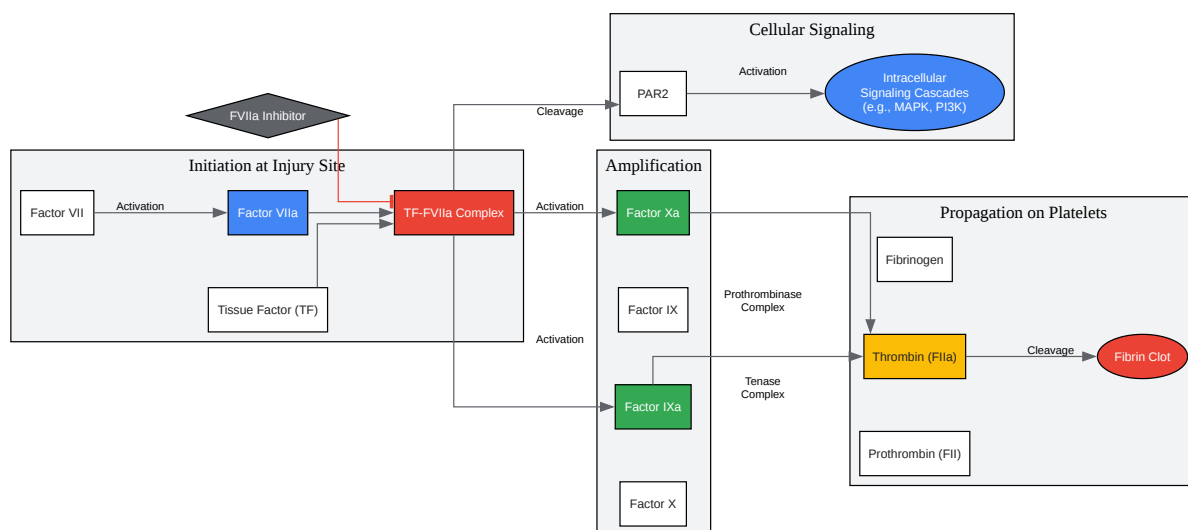 Cellular Signaling
PAR2
Activation
Intracellular
Signaling Cascades
(e.g., MAPK, PI3K)
Cleavage
FVIIa Inhibitor
Initiation at Injury Site
Factor VII
Activation
Factor VIIa
TF-FVIIa Complex
Tissue Factor (TF)
Activation
Activation
Amplification
Factor Xa
Factor IX
Factor IXa
Factor X
Prothrombinase
Complex
Tenase
Complex
Propagation on Platelets
Fibrinogen
Thrombin (FIIa)
Cleavage
Fibrin Clot
Prothrombin (FII)